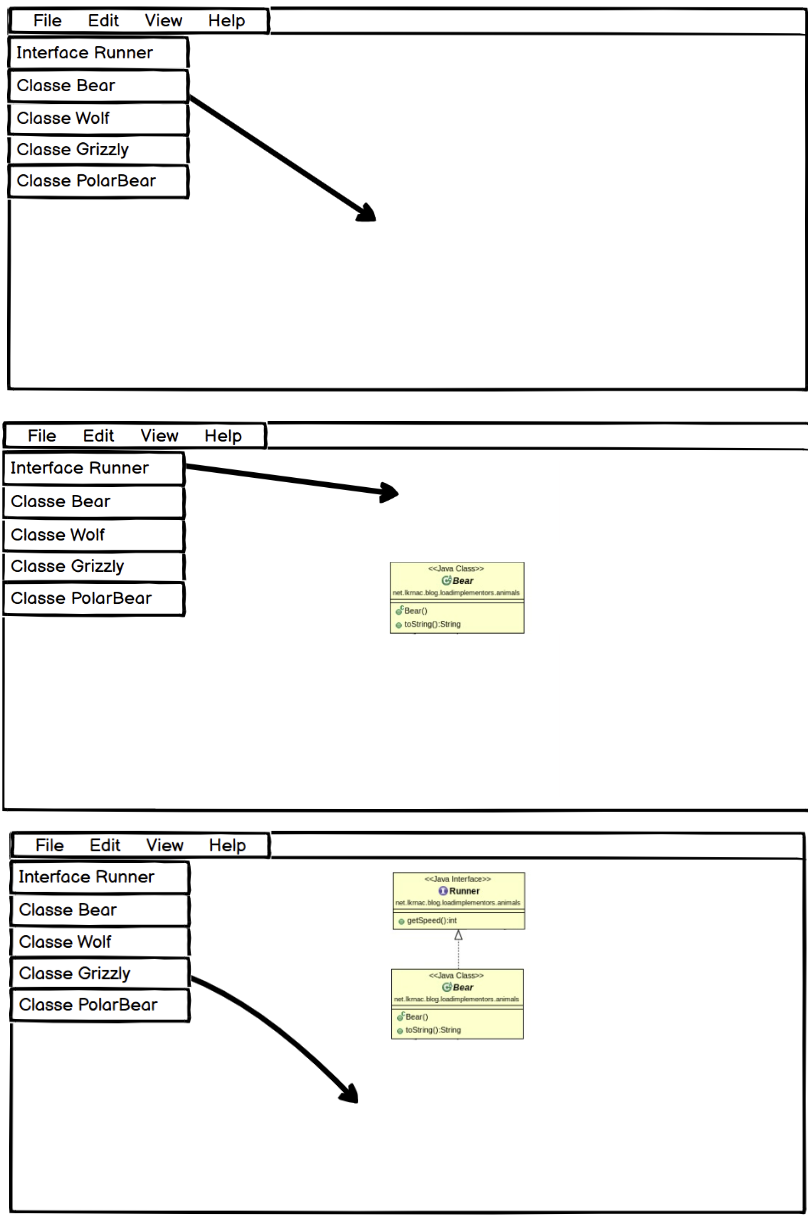 File Edit View Help
Interface Runner
Classe Bear
Classe Wolf
Classe Grizzly
Classe PolarBear
File Edit View Help
Interface Runner
Classe Bear
Classe Wolf
Classe Grizzly
Classe PolarBear
<<Java Class>>
Bear
net.lkrnac.blog.loadimplementors.animals
Bear()
toString():String
File Edit View Help
Interface Runner
Classe Bear
Classe Wolf
Classe Grizzly
Classe PolarBear
<<Java Interface>>
Runner
net.lkrnac.blog.loadimplementors.animals
getSpeed():int
<<Java Class>>
Bear
net.lkrnac.blog.loadimplementors.animals
Bear()
toString():String